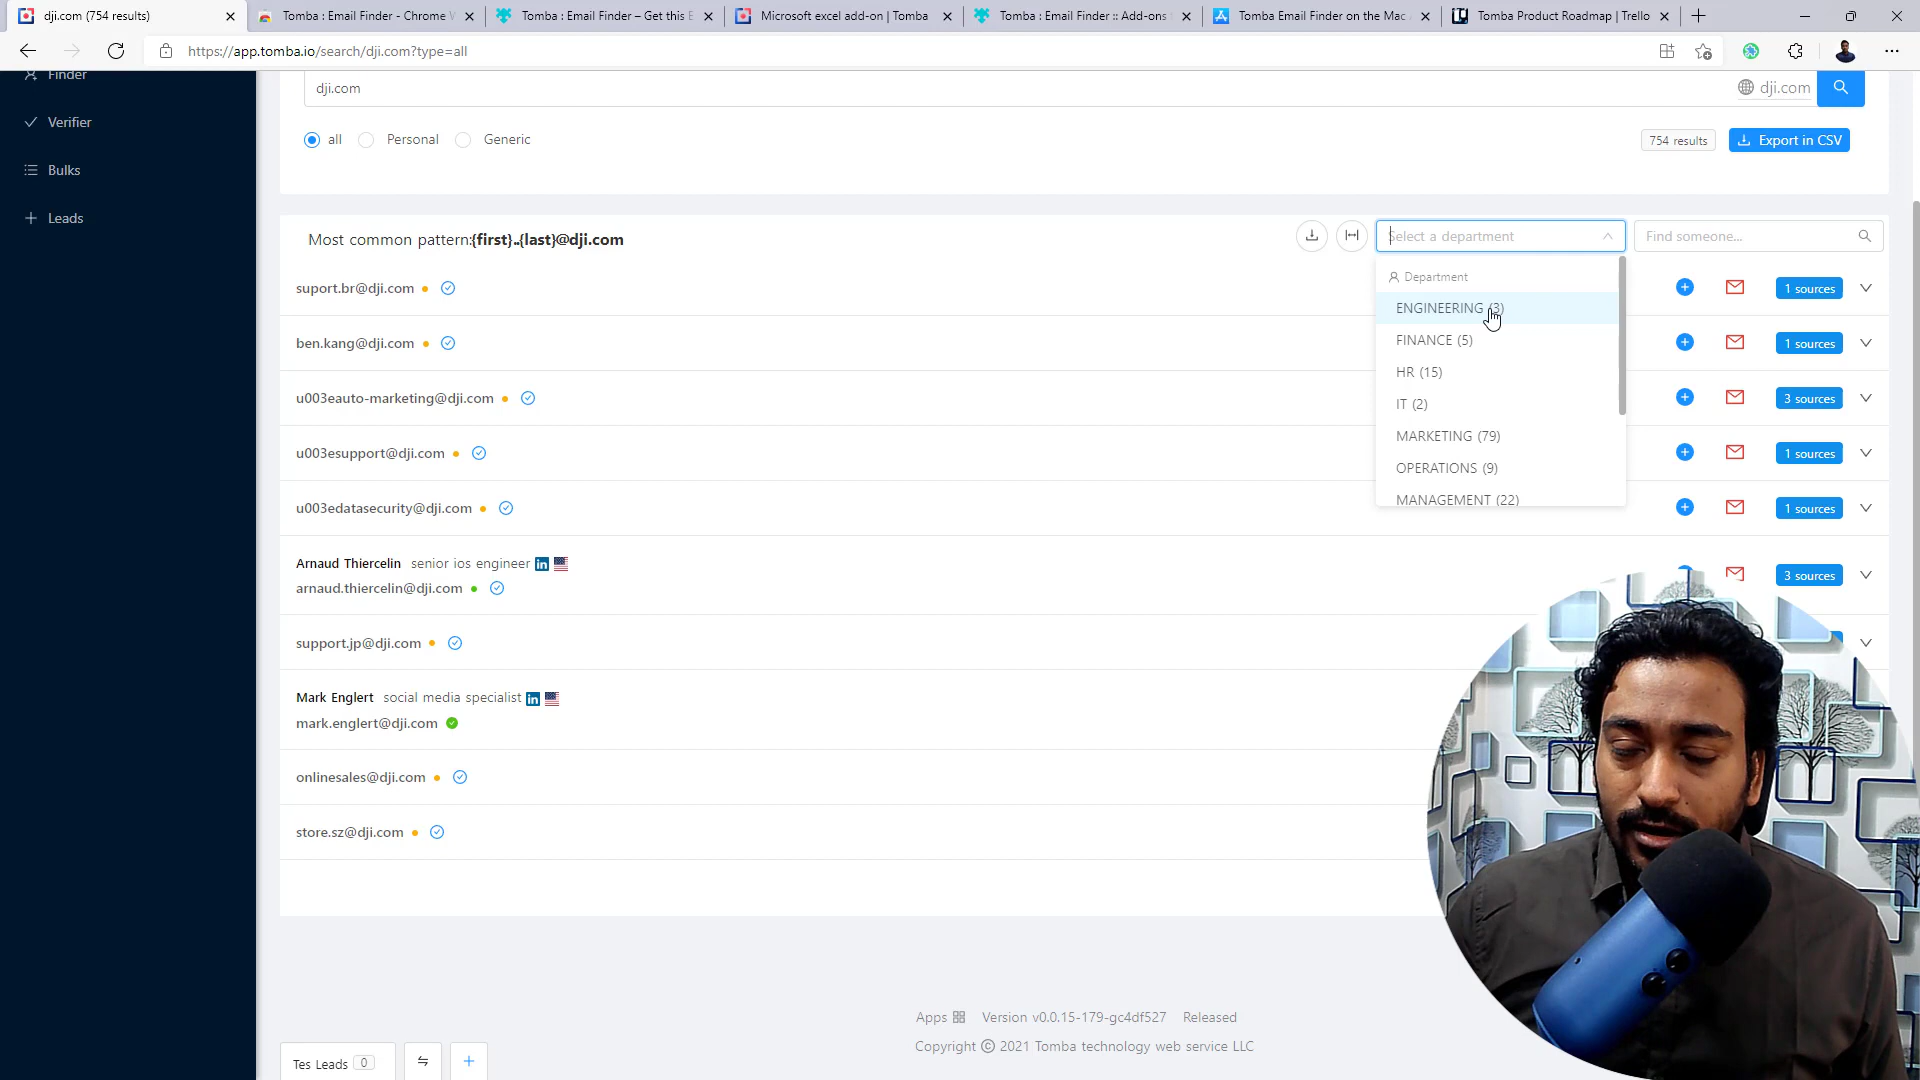 dji.com (754 results)
Tomba : Email Finder - Chrome W
Tomba : Email Finder – Get this E
Microsoft excel add-on | Tomba
Tomba : Email Finder :: Add-ons
Tomba Email Finder on the Mac A
Tomba Product Roadmap | Trello
https://app.tomba.io/search/dji.com?type=all
Finder
Verifier
Bulks
Leads
dji.com
dji.com
all Personal Generic
754 results Export in CSV
Most common pattern:{first}.{last}@dji.com
Select a department
Find someone...
Department
ENGINEERING (3)
FINANCE (5)
HR (15)
IT (2)
MARKETING (79)
OPERATIONS (9)
MANAGEMENT (22)
suport.br@dji.com
1 sources
ben.kang@dji.com
1 sources
u003eauto-marketing@dji.com
3 sources
u003esupport@dji.com
1 sources
u003edatasecurity@dji.com
1 sources
Arnaud Thiercelin senior ios engineer in
arnaud.thiercelin@dji.com
3 sources
support.jp@dji.com
Mark Englert social media specialist in
mark.englert@dji.com
onlinesales@dji.com
store.sz@dji.com
Apps Version v0.0.15-179-gc4df527 Released
Copyright © 2021 Tomba technology web service LLC
Tes Leads 0